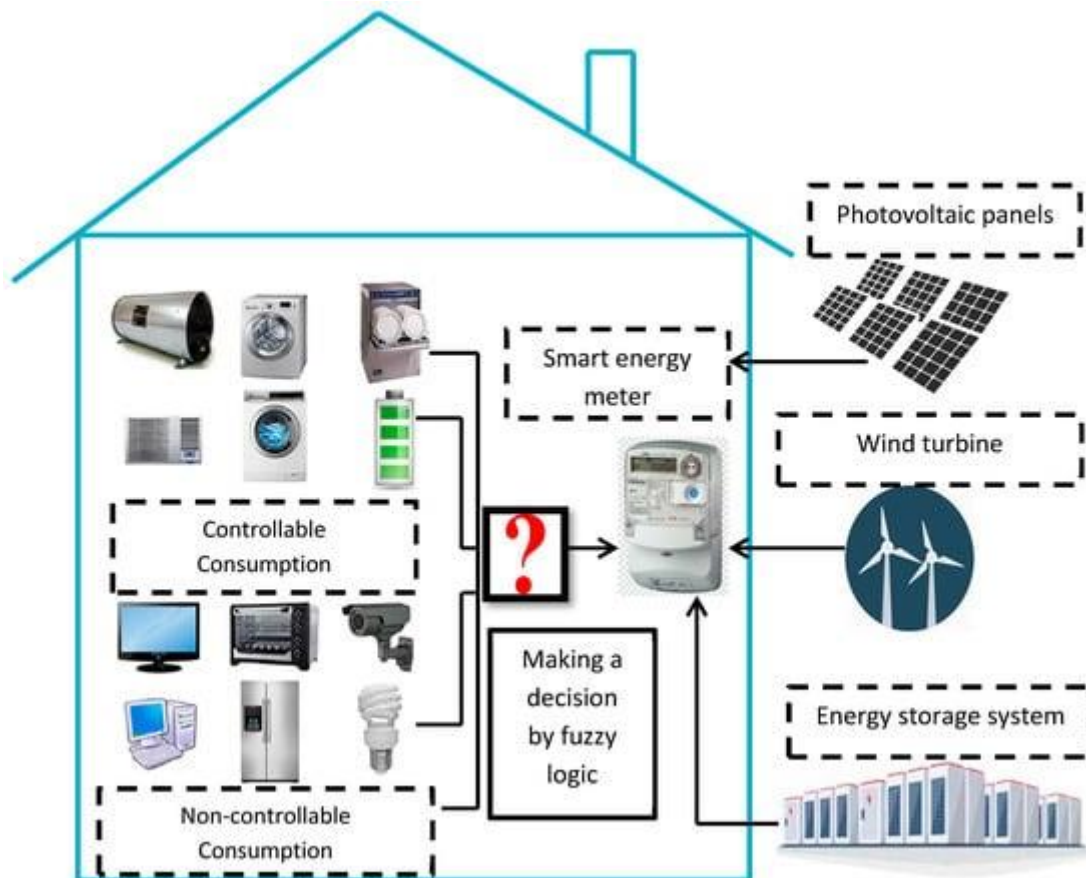 Photovoltaic panels
Smart energy
meter
Wind turbine
Controllable
Consumption
?
Making a
decision
by fuzzy
logic
Energy storage system
Non-controllable
Consumption